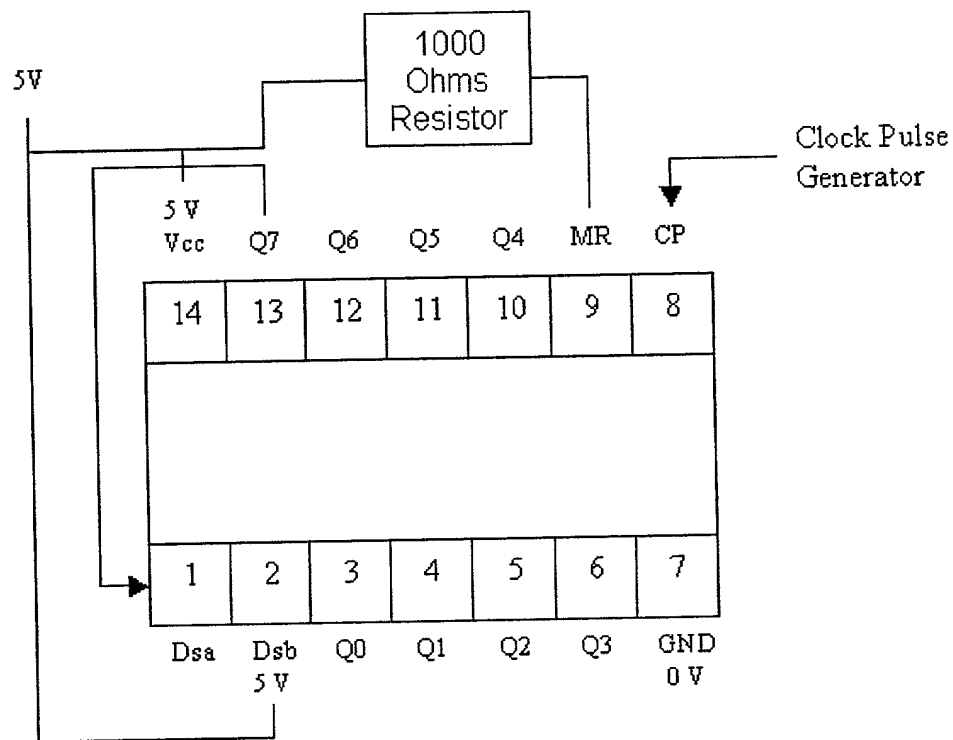 1000
Ohms
Resistor
5V
Clock Pulse
Generator
5 V
Vcc Q7 Q6 Q5 Q4 MR CP
14 13 12 11 10 9 8
1 2 3 4 5 6 7
Dsa Dsb Q0 Q1 Q2 Q3 GND
5 V 0 V